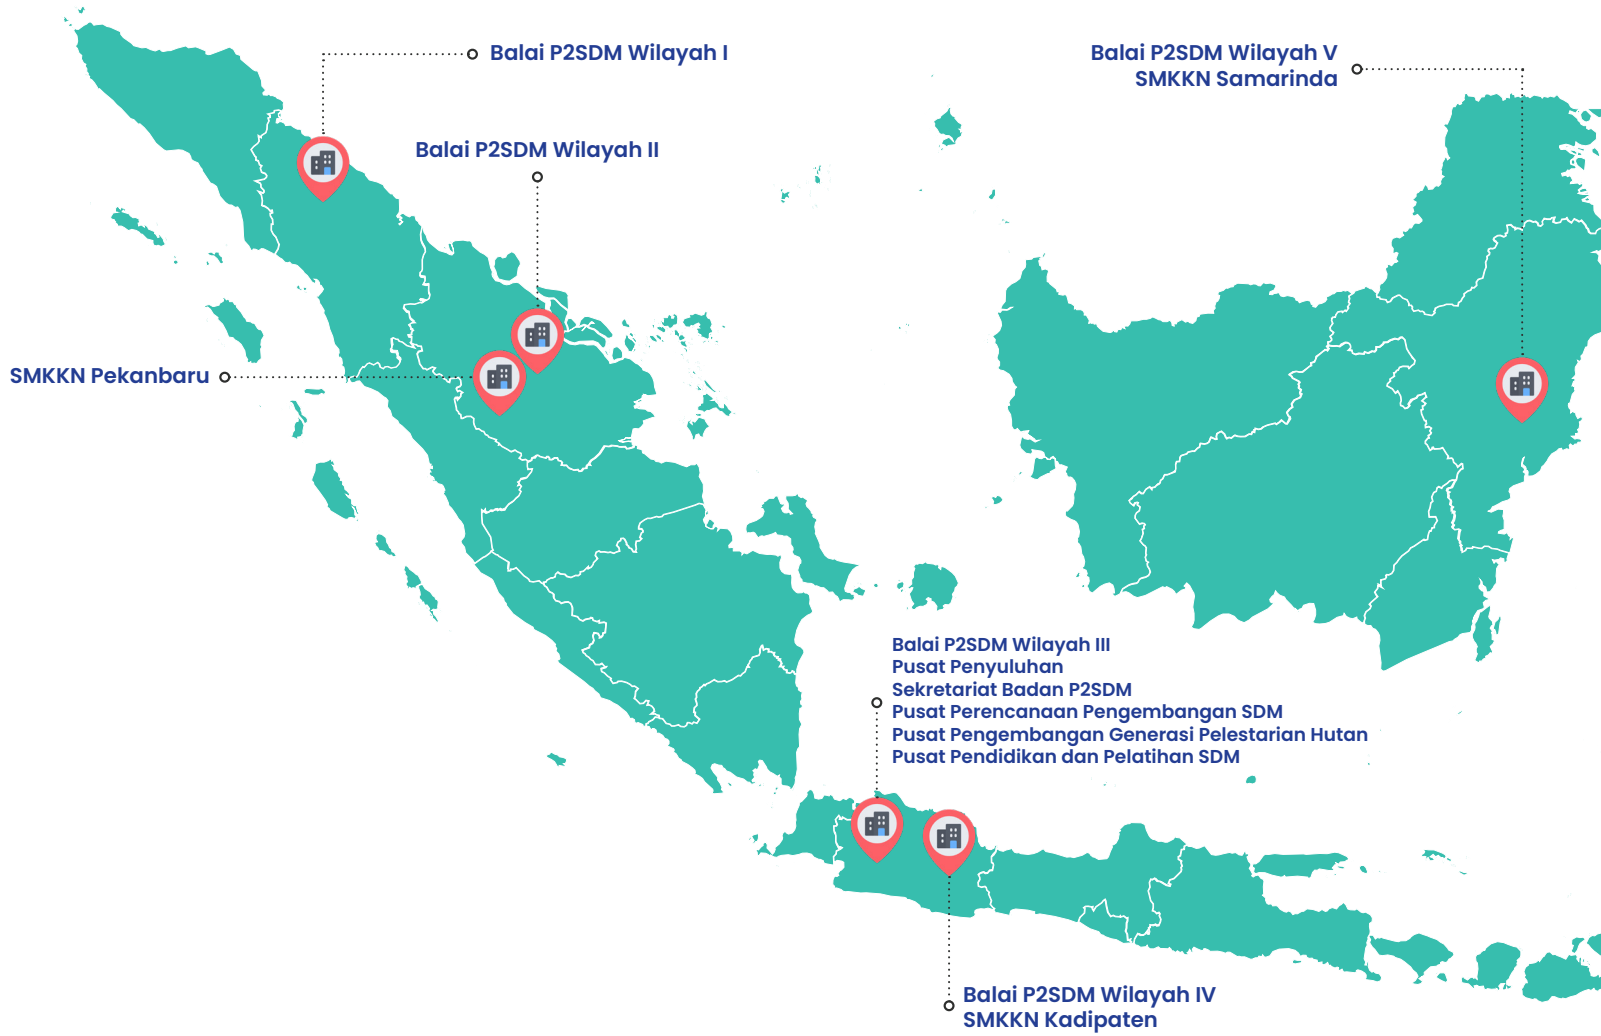 Balai P2SDM Wilayah I
Balai P2SDM Wilayah V
SMKKN Samarinda
Balai P2SDM Wilayah II
SMKKN Pekanbaru
Balai P2SDM Wilayah III
Pusat Penyuluhan
Sekretariat Badan P2SDM
Pusat Perencanaan Pengembangan SDM
Pusat Pengembangan Generasi Pelestarian Hutan
Pusat Pendidikan dan Pelatihan SDM
Balai P2SDM Wilayah IV
SMKKN Kadipaten